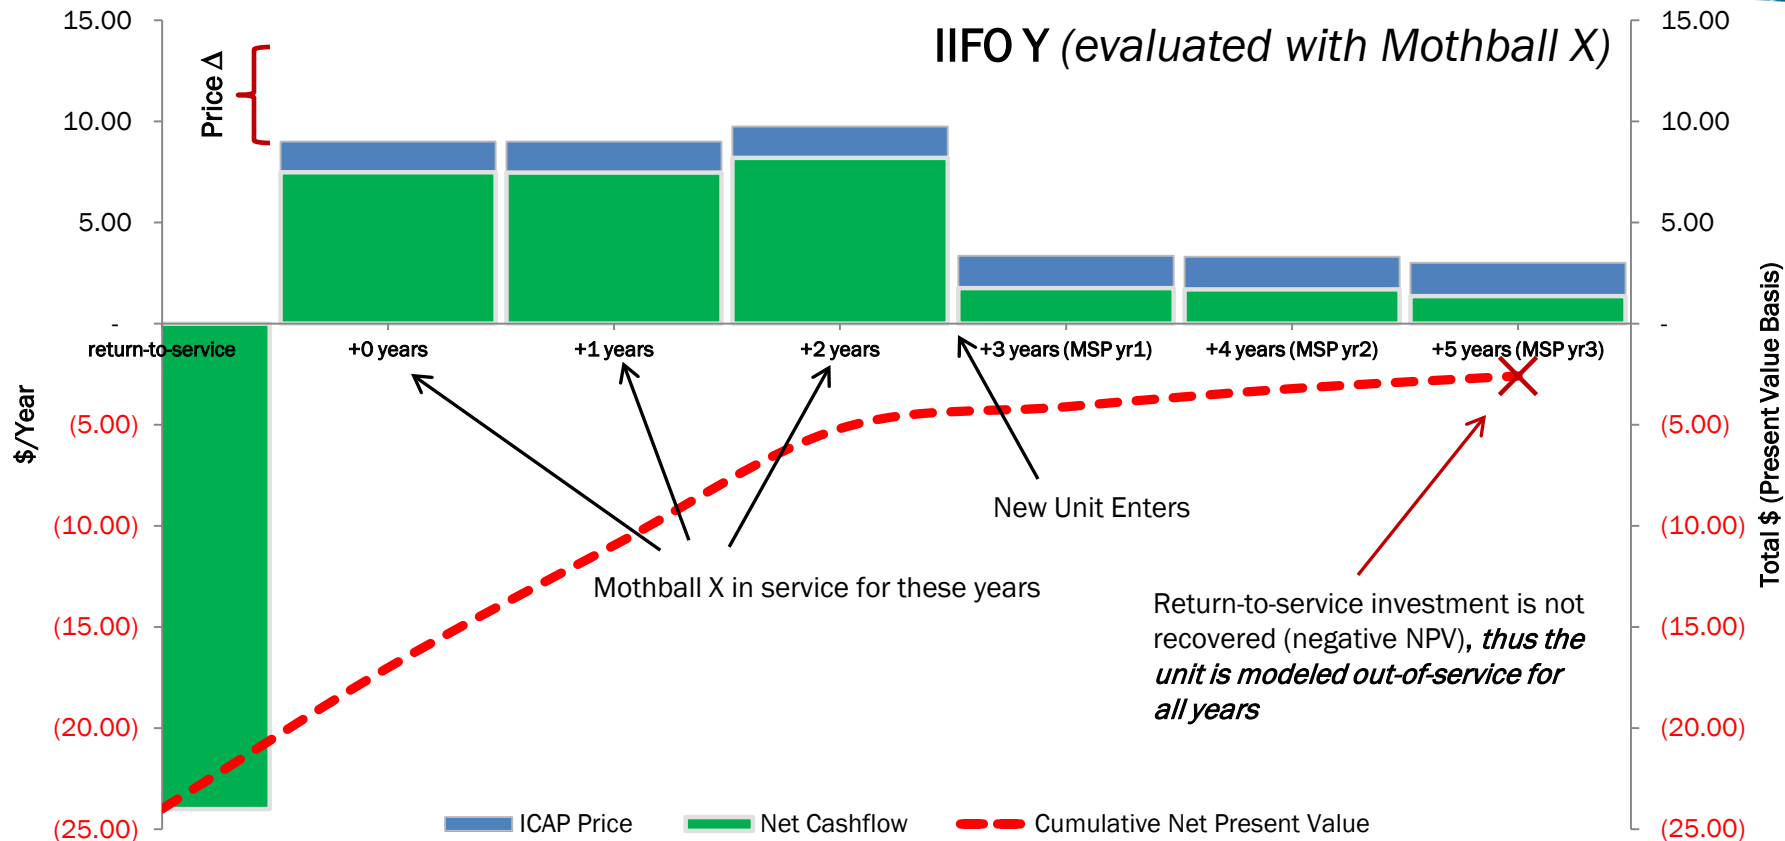 IIFO Y (evaluated with Mothball X)
15.00
10.00
5.00
-
(5.00)
(10.00)
(15.00)
(20.00)
(25.00)
$/Year
Price Δ
15.00
10.00
5.00
-
(5.00)
(10.00)
(15.00)
(20.00)
(25.00)
Total $ (Present Value Basis)
return-to-service
+0 years
+1 years
+2 years
+3 years (MSP yr1)
+4 years (MSP yr2)
+5 years (MSP yr3)
New Unit Enters
Mothball X in service for these years
Return-to-service investment is not
recovered (negative NPV), thus the
unit is modeled out-of-service for
all years
ICAP Price
Net Cashflow
Cumulative Net Present Value